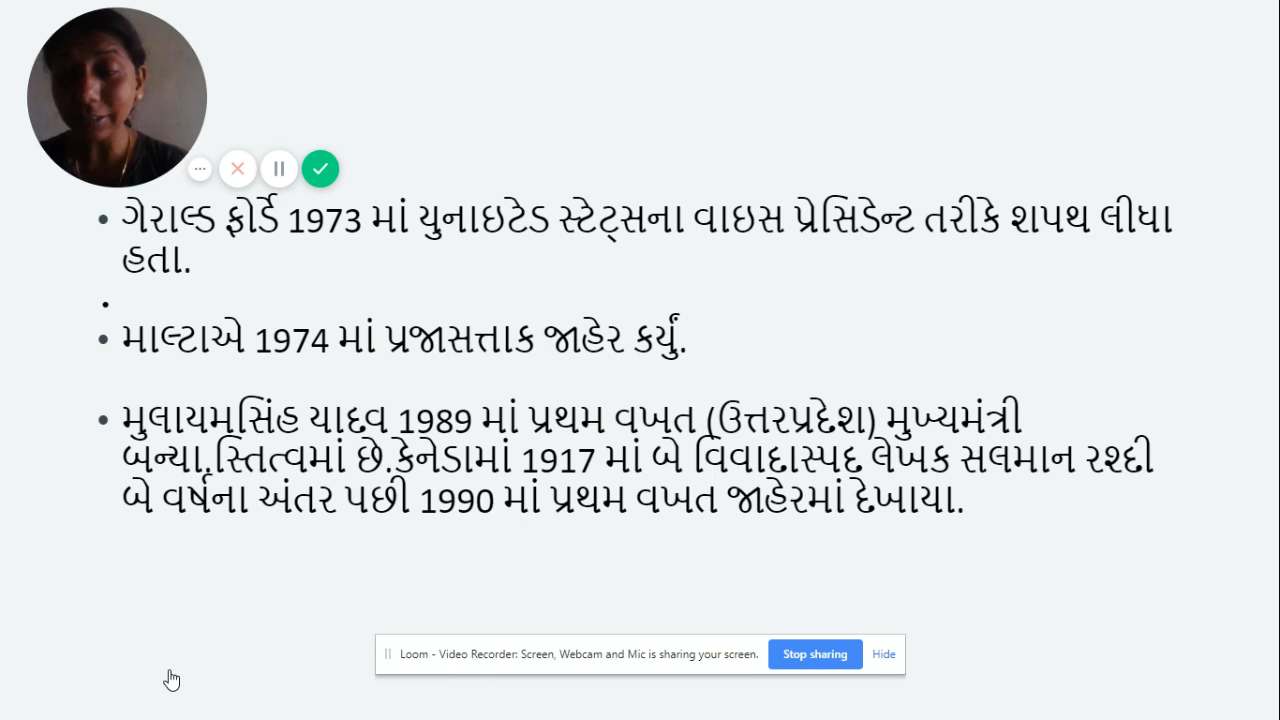 ગેરાલ્ડ ફોર્ડે 1973 માં યુનાઇટેડ સ્ટેટ્સના વાઇસ પ્રેસિડેન્ટ તરીકે શપથ લીધા
હતા.
માલ્ટાએ 1974 માં પ્રજાસત્તાક જાહેર કર્યું.
મુલાયમસિંહ યાદવ 1989 માં પ્રથમ વખત (ઉત્તરપ્રદેશ) મુખ્યમંત્રી
બન્યા.સ્તિત્વમાં છે.કેનેડામાં 1917 માં બે વિવાદાસ્પદ લેખક સલમાન રશ્દી
બે વર્ષના અંતર પછી 1990 માં પ્રથમ વખત જાહેરમાં દેખાયા.
Loom - Video Recorder: Screen, Webcam and Mic is sharing your screen. Stop sharing Hide